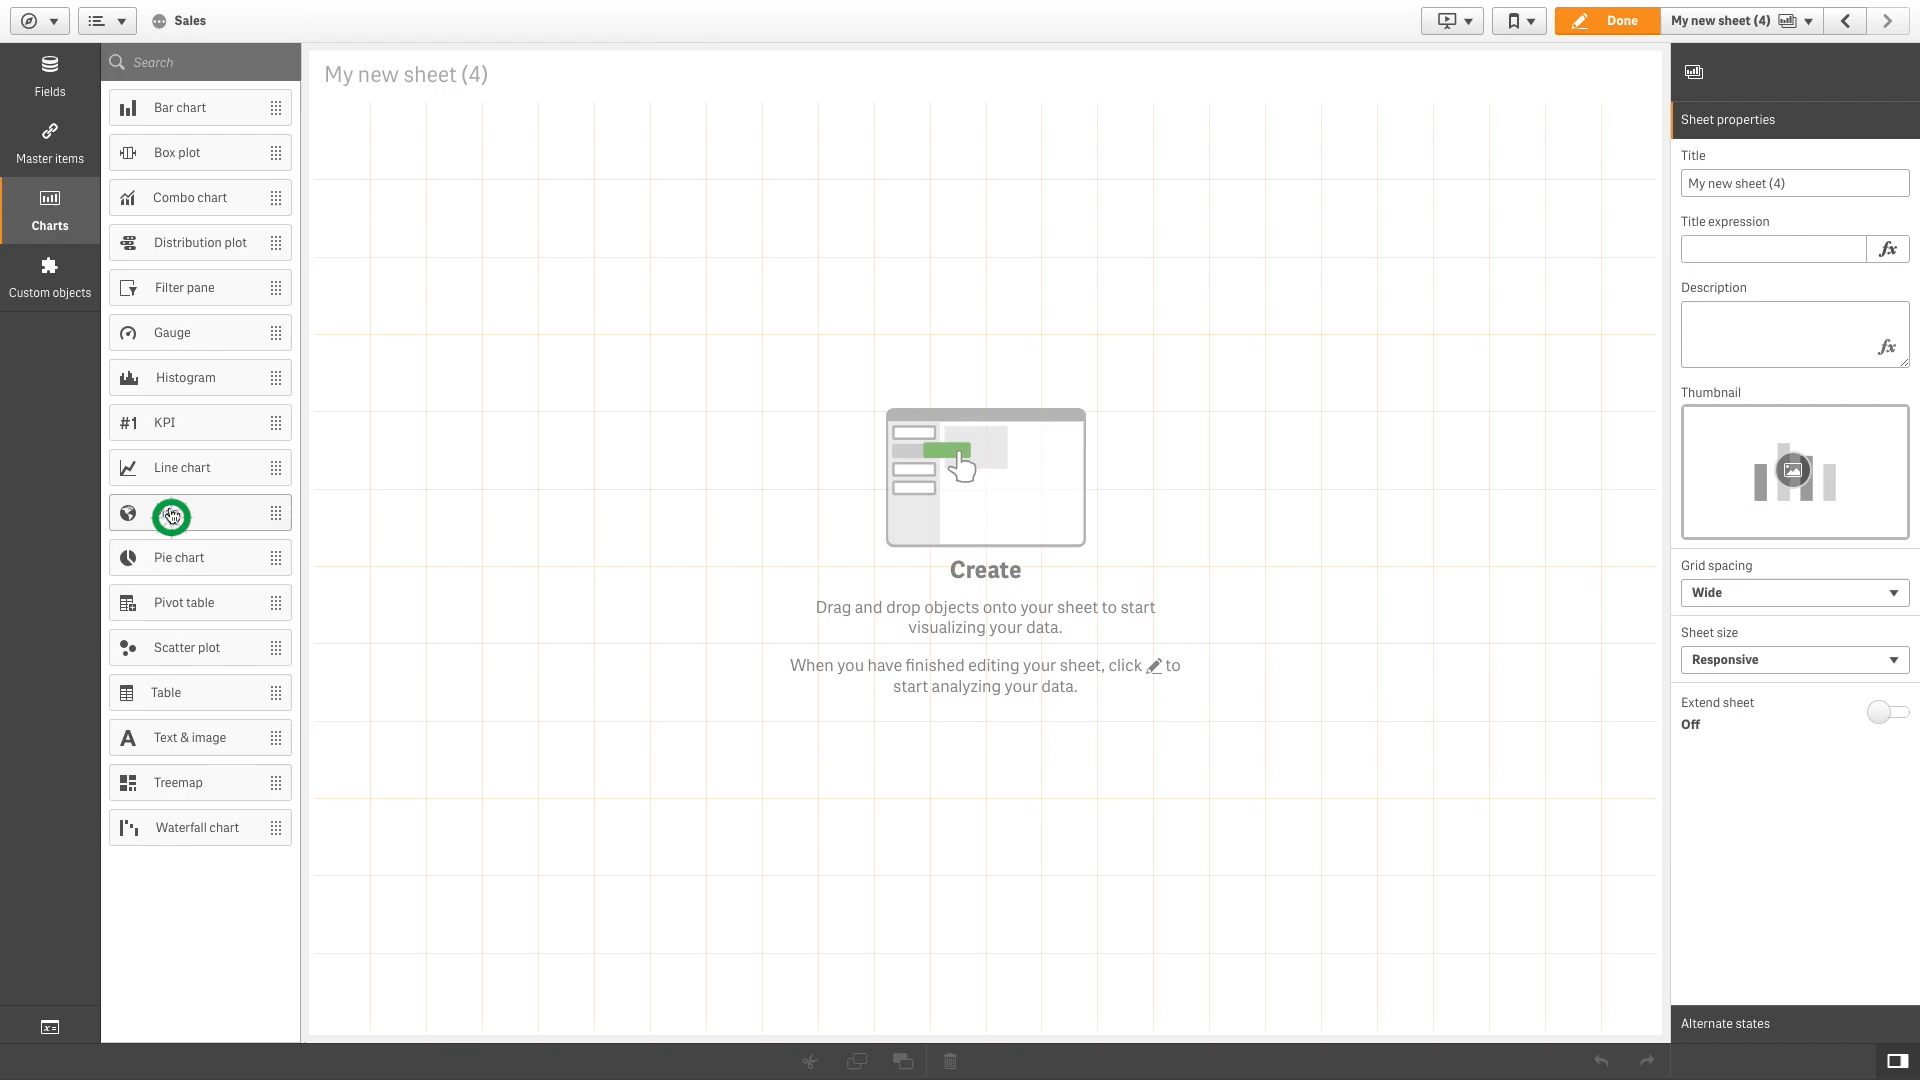 Sales
Done
My new sheet (4)
Fields
Master items
Charts
Custom objects
Search
Bar chart
Box plot
Combo chart
Distribution plot
Filter pane
Gauge
Histogram
#1 KPI
Line chart
Pie chart
Pivot table
Scatter plot
Table
A Text & image
Treemap
Waterfall chart
My new sheet (4)
Create
Drag and drop objects onto your sheet to start
visualizing your data.
When you have finished editing your sheet, click to
start analyzing your data.
Sheet properties
Title
My new sheet (4)
Title expression
fx
Description
fx
Thumbnail
Grid spacing
Wide
Sheet size
Responsive
Extend sheet
Off
Alternate states
x=